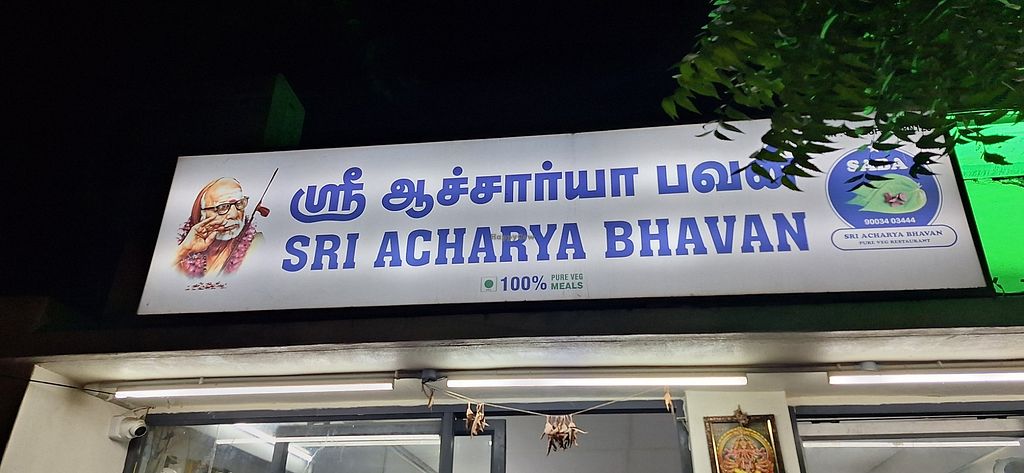 ஸ்ரீ ஆச்சார்யா பவன்
SRI ACHARYA BHAVAN
100% PURE VEG
MEALS
90034 03444
SRI ACHARYA BHAVAN
PURE VEG RESTAURANT